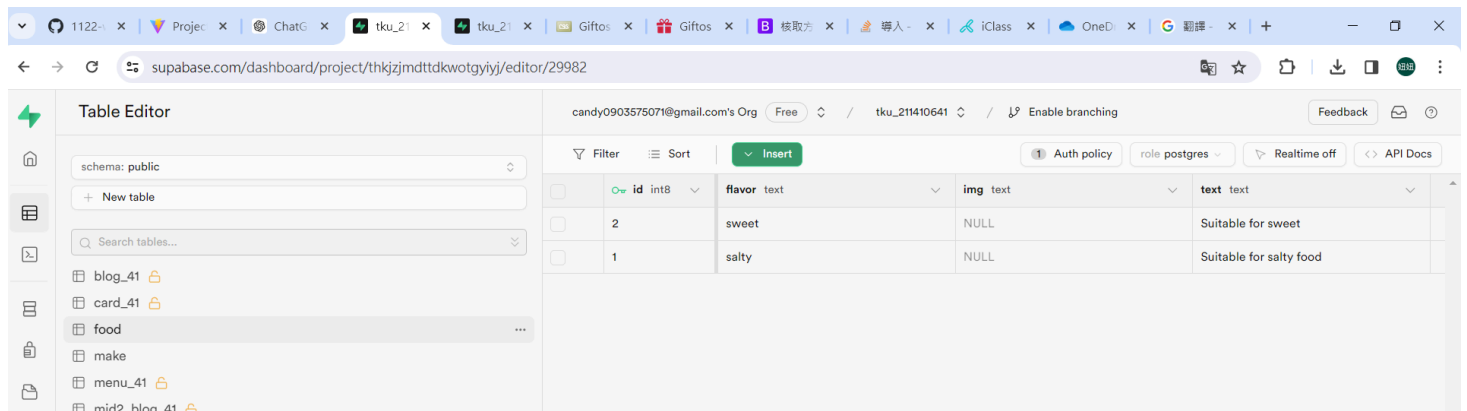 1122-
Projec
ChatG
tku_21
tku_21
Giftos
Giftos
B 核取方
導入 -
iClass
OneD
翻譯 -
supabase.com/dashboard/project/thkjzjmdttdkwotgyiyj/editor/29982
妞妞
Table Editor
candy0903575071@gmail.com's Org Free / tku_211410641 / Enable branching
Feedback
schema: public
Filter Sort Insert
1 Auth policy role postgres Realtime off <> API Docs
+ New table
id int8 flavor text img text text text
2 sweet NULL Suitable for sweet
Search tables...
1 salty NULL Suitable for salty food
blog_41
card_41
food ...
make
menu_41
mid2_blog_41